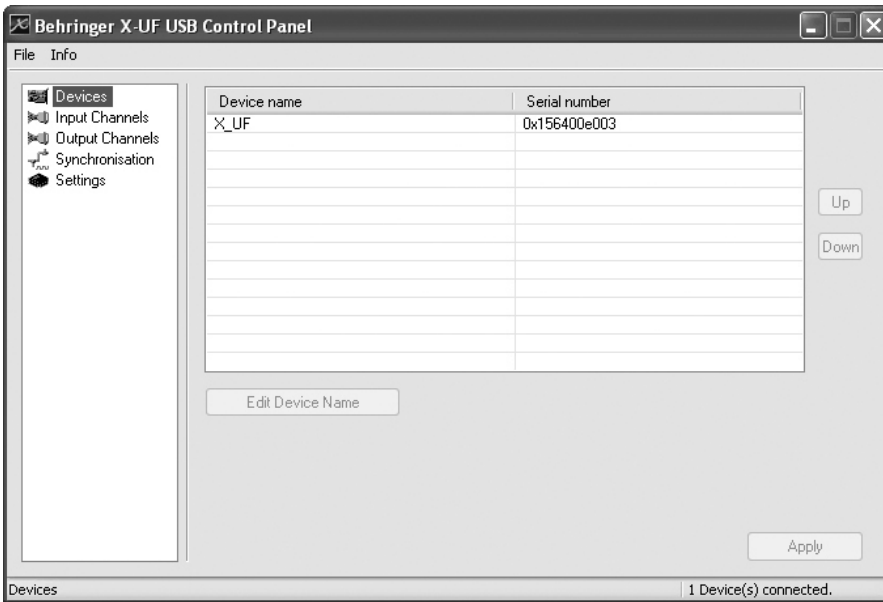 Behringer X-UF USB Control Panel
File Info
Devices
Input Channels
Output Channels
Synchronisation
Settings
Device name Serial number
X_UF 0x156400e003
Up
Down
Edit Device Name
Apply
Devices 1 Device(s) connected.